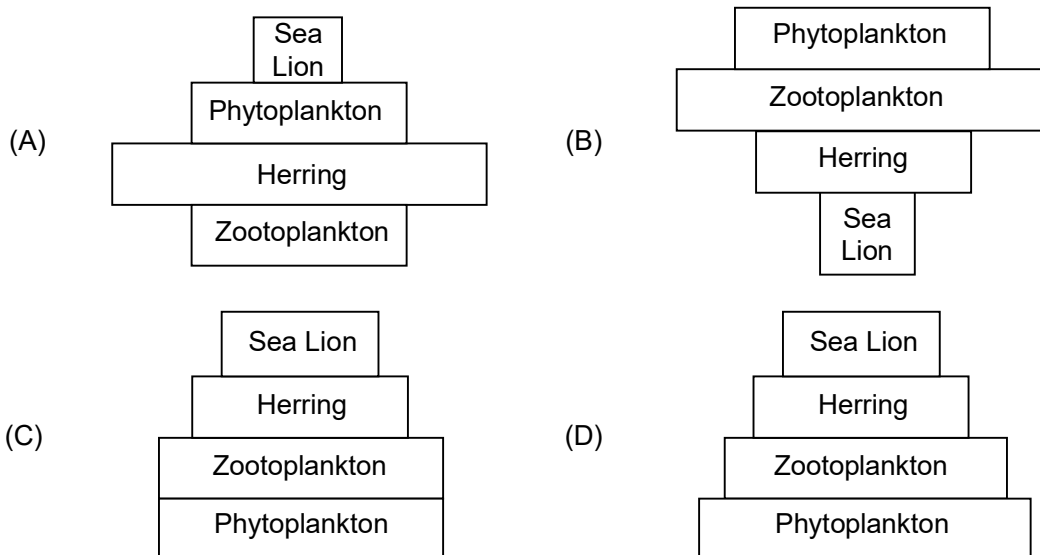 (A)
Sea
Lion
Phytoplankton
Herring
Zootoplankton
(B)
Phytoplankton
Zootoplankton
Herring
Sea
Lion
(C)
Sea Lion
Herring
Zootoplankton
Phytoplankton
(D)
Sea Lion
Herring
Zootoplankton
Phytoplankton